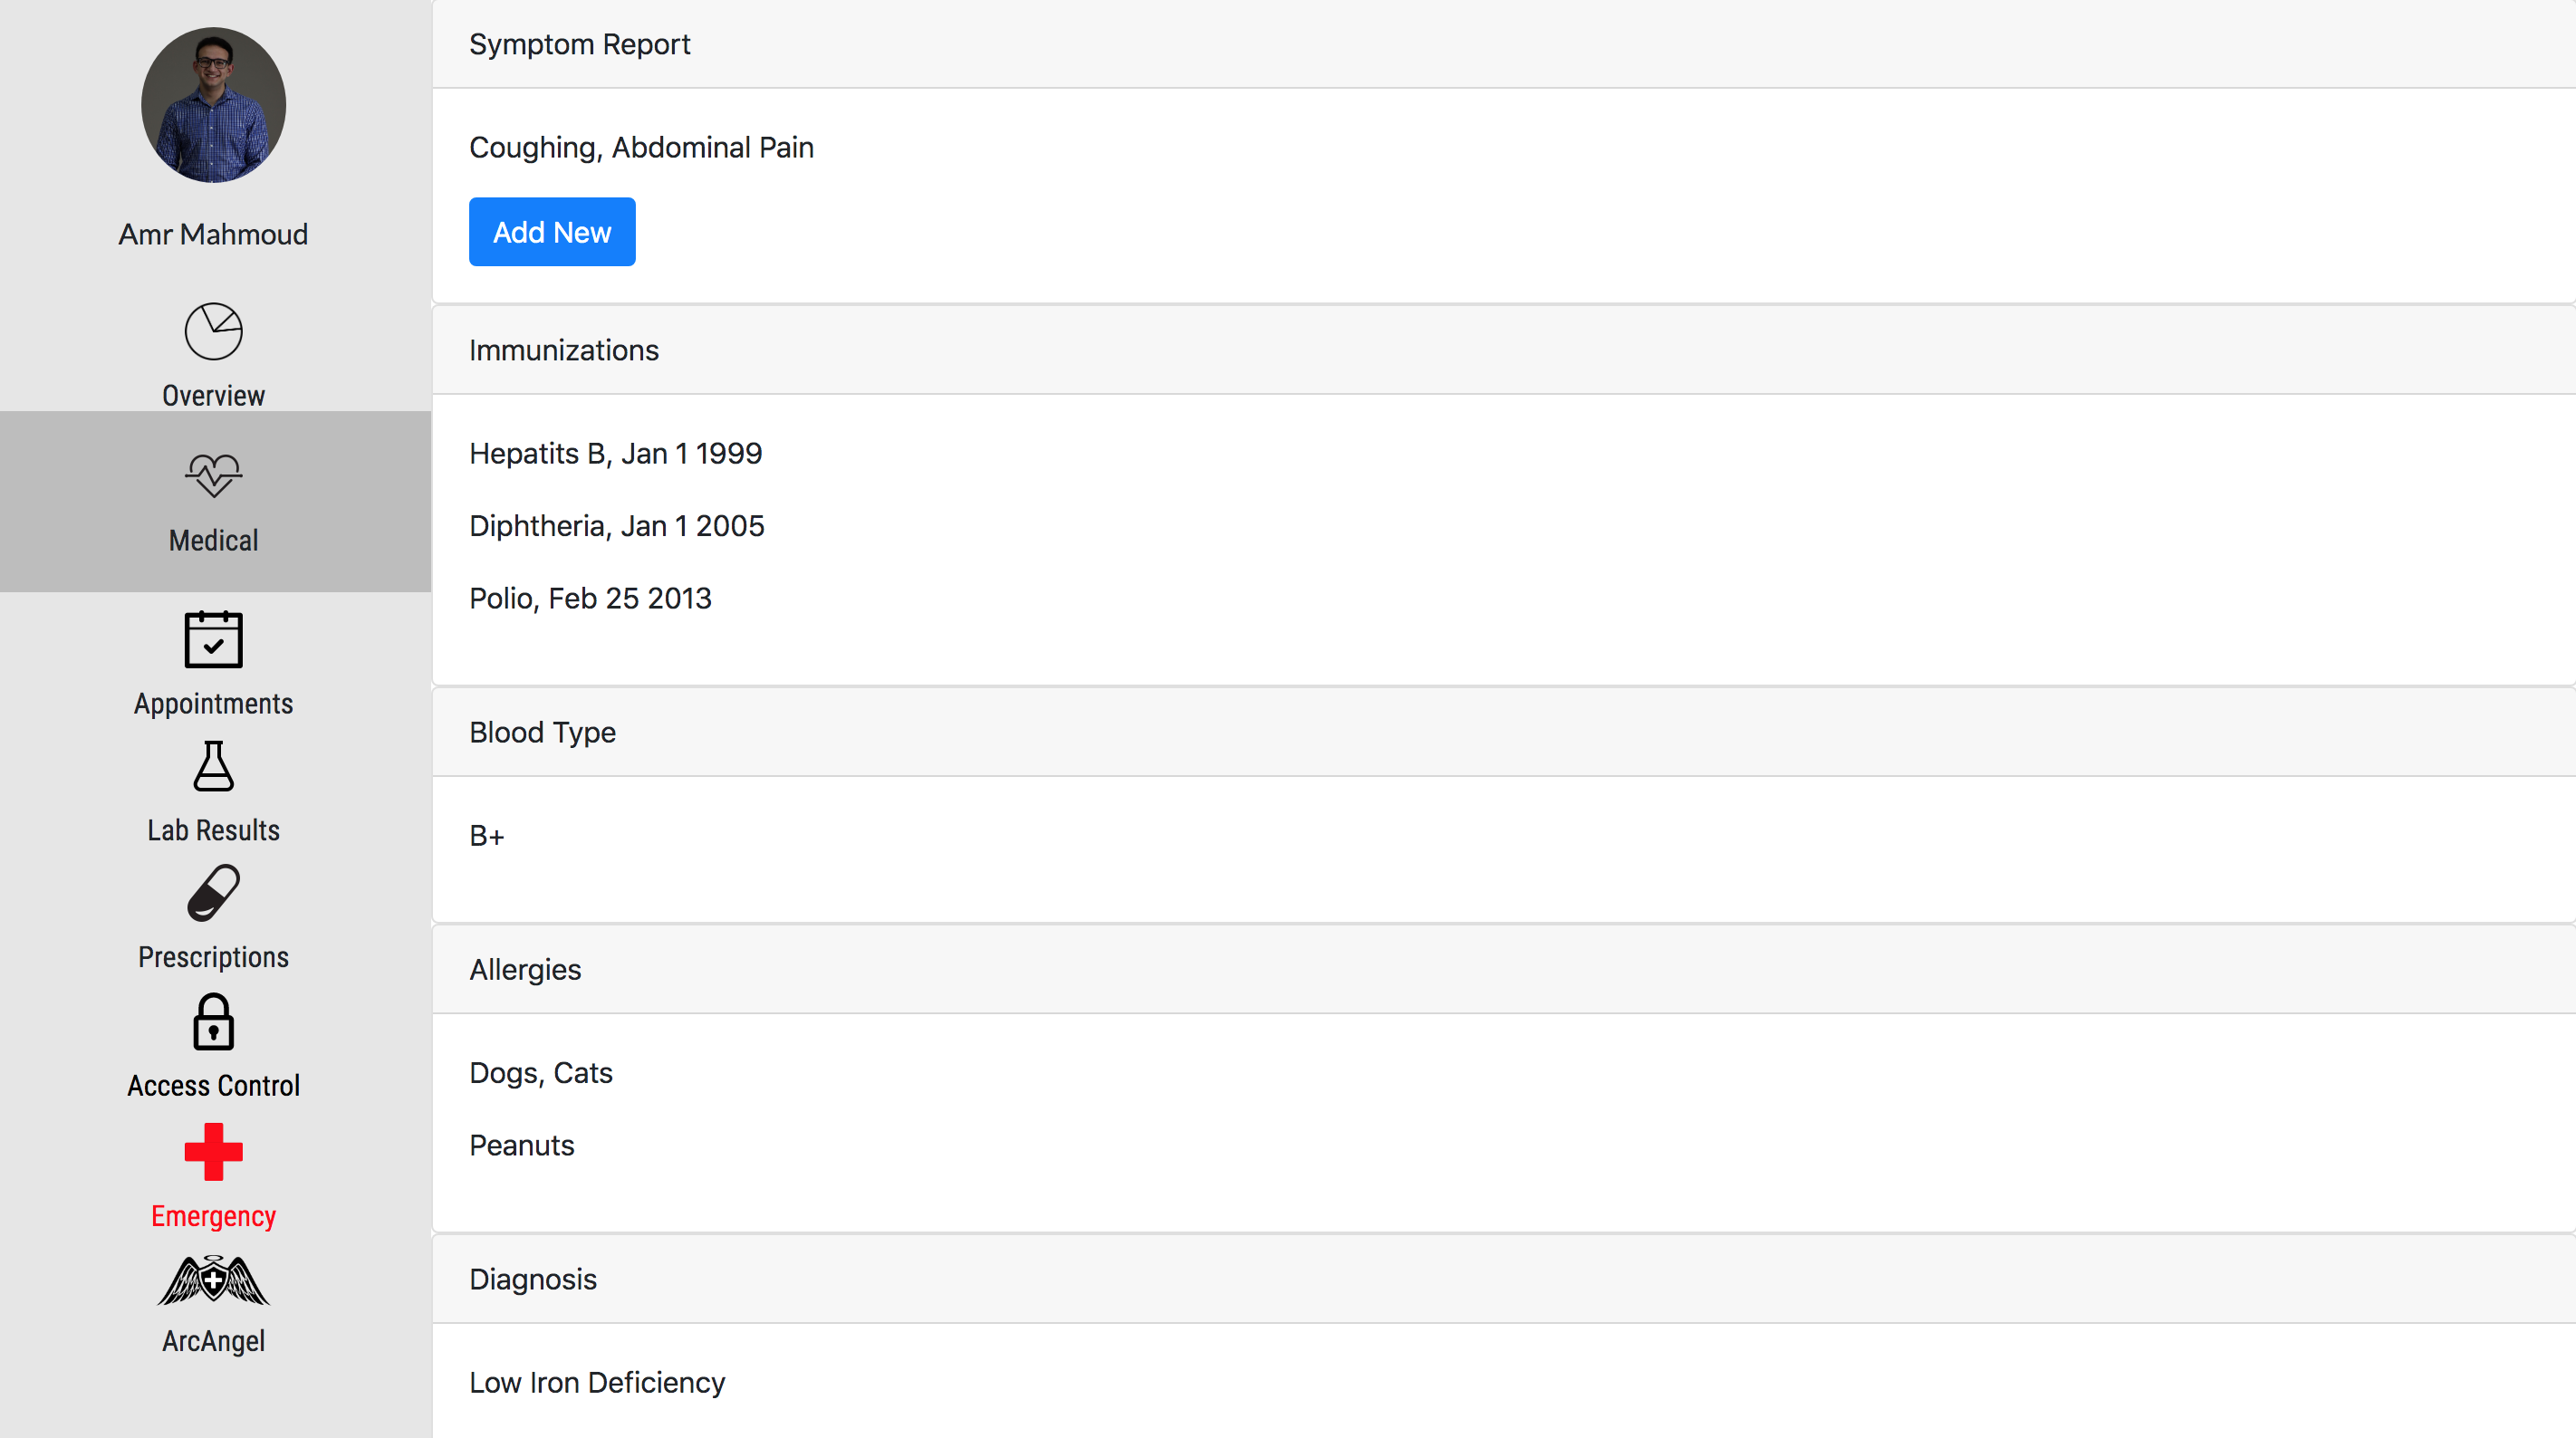 Amr Mahmoud
Overview
Medical
Appointments
Lab Results
Prescriptions
Access Control
Emergency
ArcAngel
Symptom Report
Coughing, Abdominal Pain
Add New
Immunizations
Hepatits B, Jan 1 1999
Diphtheria, Jan 1 2005
Polio, Feb 25 2013
Blood Type
B+
Allergies
Dogs, Cats
Peanuts
Diagnosis
Low Iron Deficiency